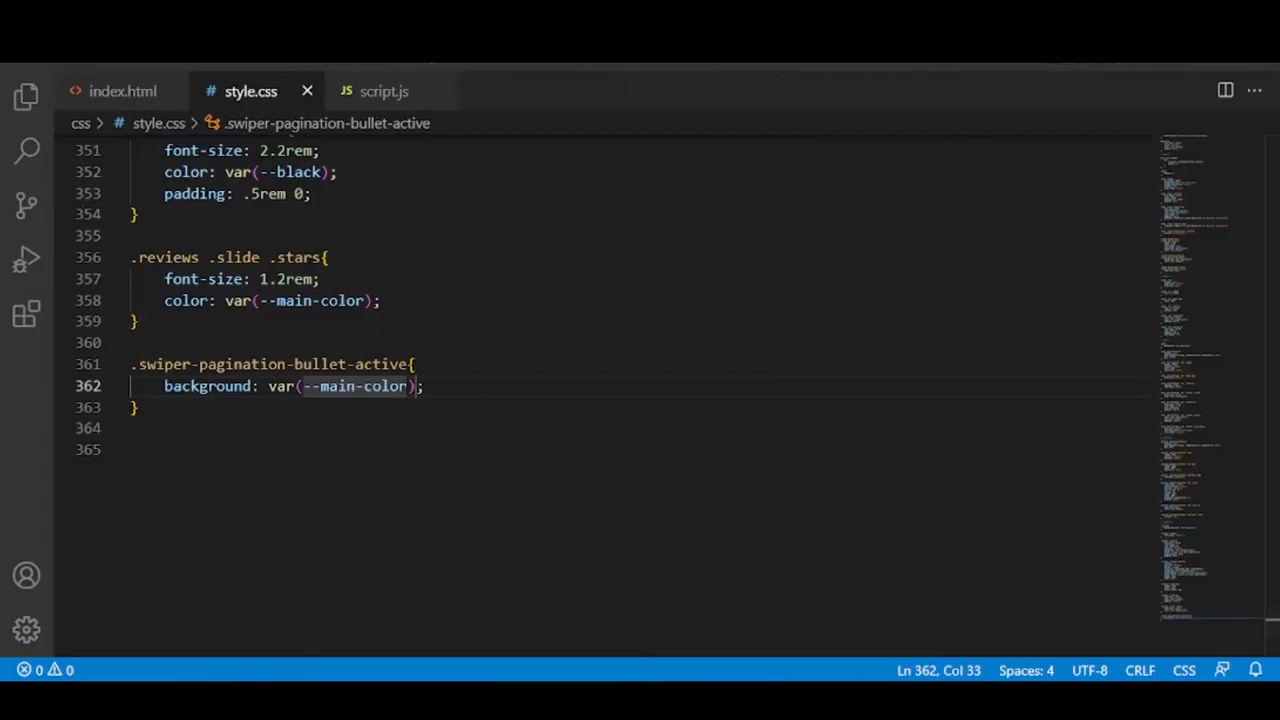 index.html
style.css
script.js
css > style.css > .swiper-pagination-bullet-active
351 font-size: 2.2rem;
352 color: var(--black);
353 padding: .5rem 0;
354 }
355
356 .reviews .slide .stars{
357 font-size: 1.2rem;
358 color: var(--main-color);
359 }
360
361 .swiper-pagination-bullet-active{
362 background: var(--main-color);
363 }
364
365
0 0 Ln 362, Col 33 Spaces: 4 UTF-8 CRLF CSS